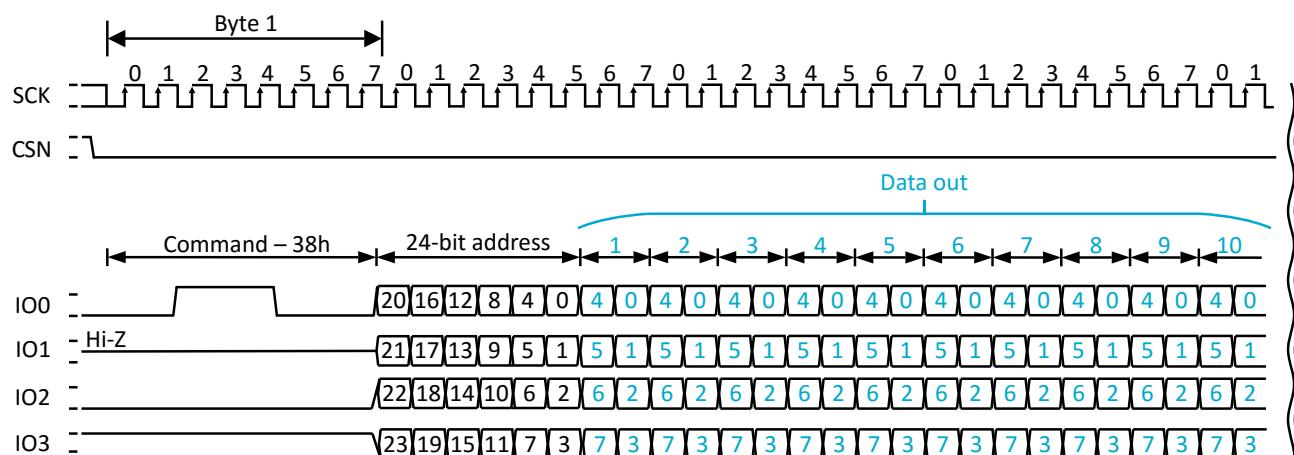 Byte 1
0 1 2 3 4 5 6 7 0 1 2 3 4 5 6 7 0 1 2 3 4 5 6 7 0 1 2 3 4 5 6 7 0 1
SCK
CSN
Data out
Command – 38h 24-bit address 1 2 3 4 5 6 7 8 9 10
IO0 20 16 12 8 4 0 4 0 4 0 4 0 4 0 4 0 4 0 4 0 4 0 4 0 4 0
Hi-Z
IO1 21 17 13 9 5 1 5 1 5 1 5 1 5 1 5 1 5 1 5 1 5 1 5 1 5 1
IO2 22 18 14 10 6 2 6 2 6 2 6 2 6 2 6 2 6 2 6 2 6 2 6 2 6 2
IO3 23 19 15 11 7 3 7 3 7 3 7 3 7 3 7 3 7 3 7 3 7 3 7 3 7 3